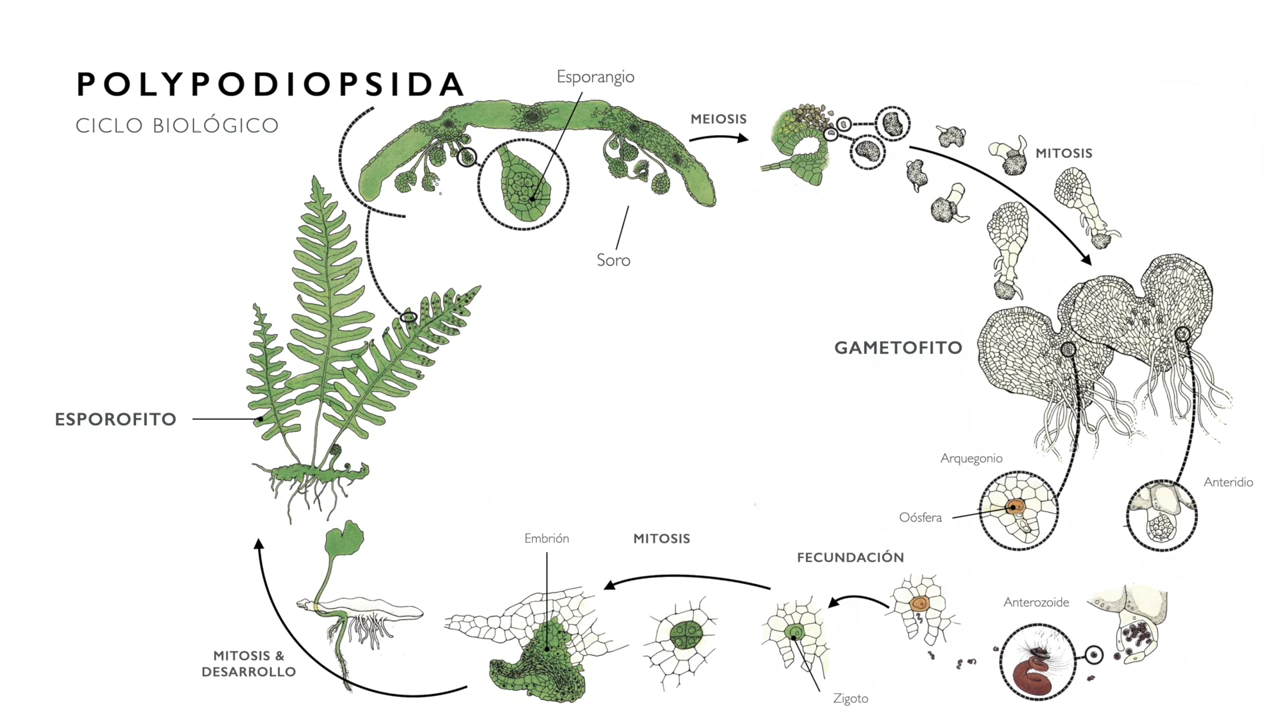 POLYPODIOPSIDA
CICLO BIOLÓGICO
Esporangio
Soro
MEIOSIS
MITOSIS
GAMETOFITO
ESPOROFITO
Arquegonio
Anteridio
Oósfera
FECUNDACIÓN
Anterozoide
Zigoto
MITOSIS
Embrión
MITOSIS &
DESARROLLO